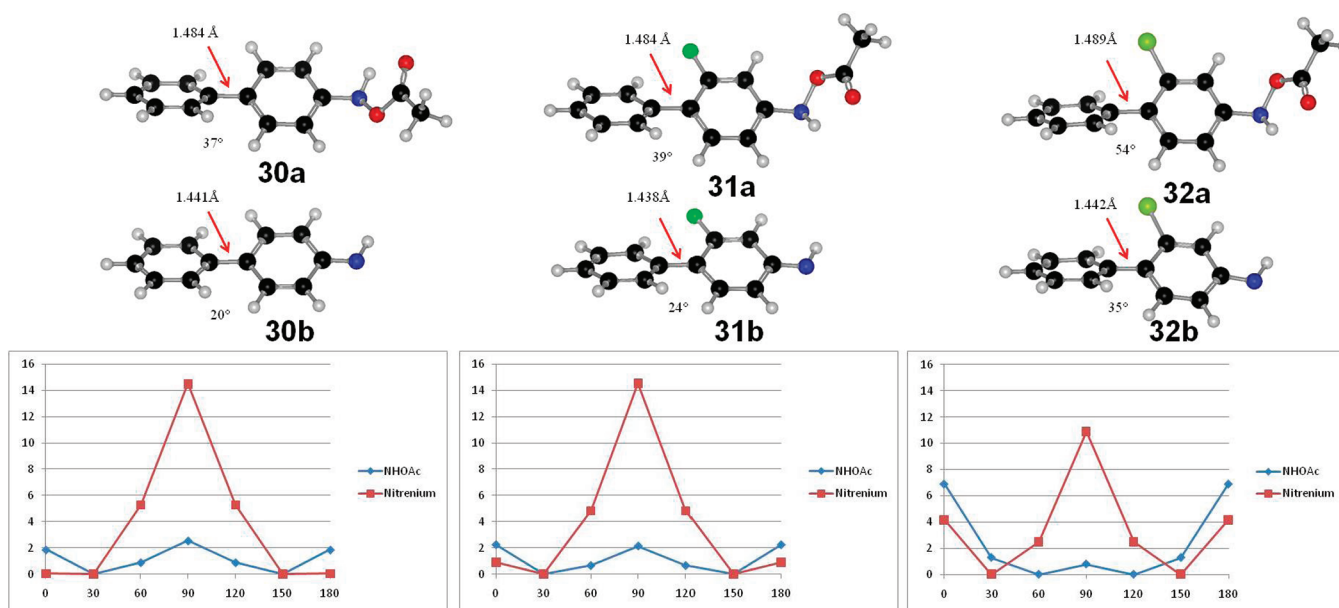 1.484 Å 1.484 Å 1.489Å
37° 39° 54°
30a 31a 32a
1.441Å 1.438Å 1.442Å
20° 24° 35°
30b 31b 32b
16
14
12
10
8
6
4
2
0
0 30 60 90 120 150 180
NHOAc
Nitrenium
16
14
12
10
8
6
4
2
0
0 30 60 90 120 150 180
NHOAc
Nitrenium
16
14
12
10
8
6
4
2
0
0 30 60 90 120 150 180
NHOAc
Nitrenium